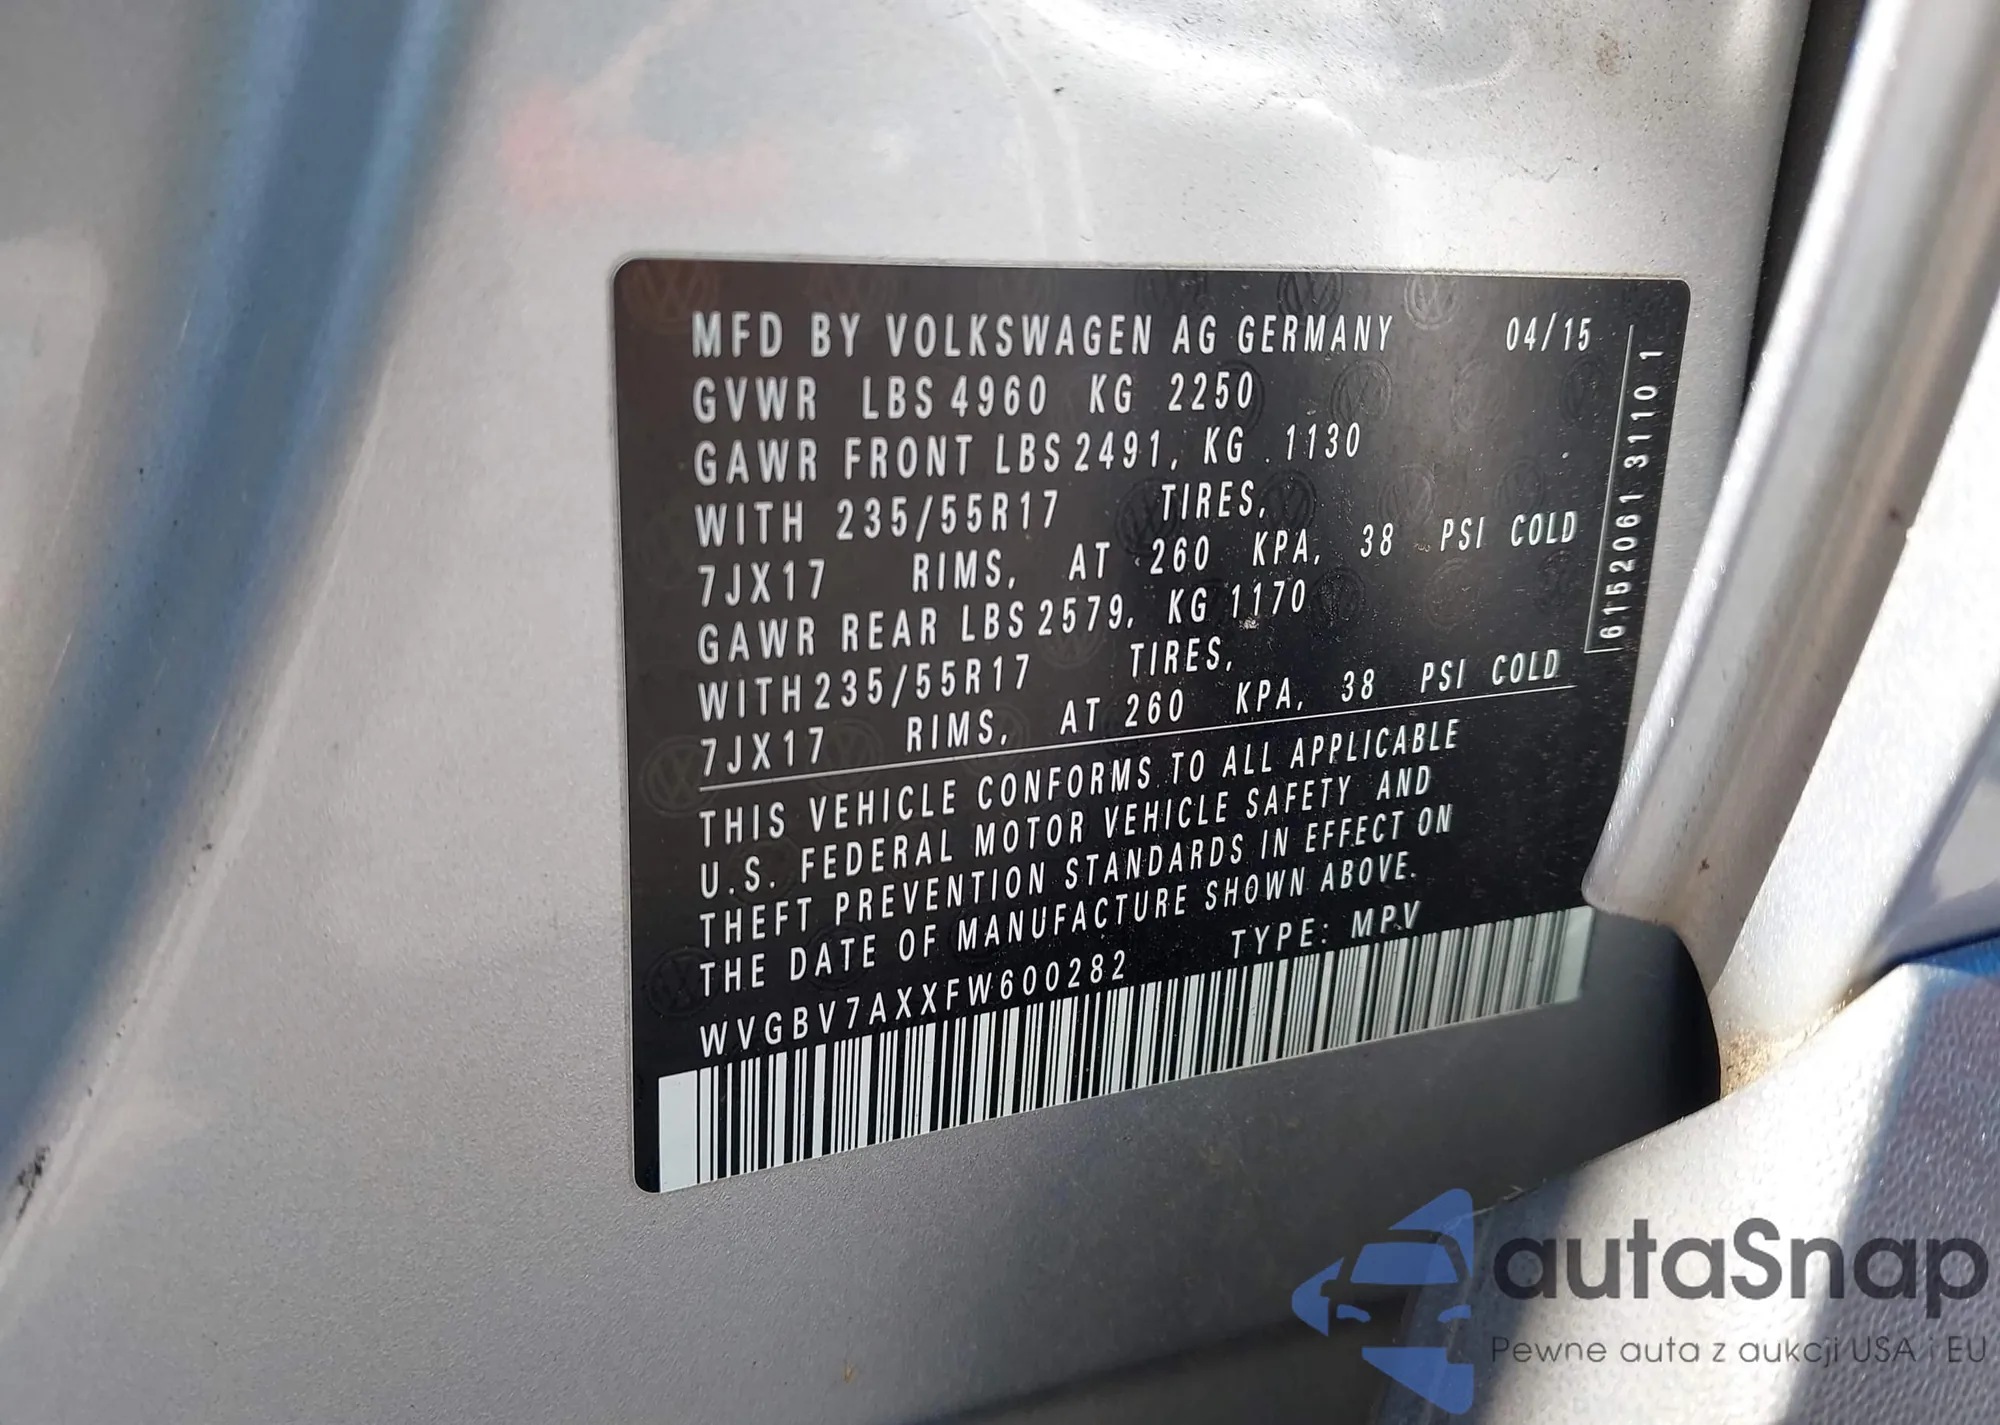 MFD BY VOLKSWAGEN AG GERMANY 04/15
GVWR LBS 4960 KG 2250
GAWR FRONT LBS 2491, KG 1130
WITH 235/55R17 TIRES,
7JX17 RIMS, AT 260 KPA, 38 PSI COLD
GAWR REAR LBS 2579, KG 1170
WITH 235/55R17 TIRES,
7JX17 RIMS, AT 260 KPA, 38 PSI COLD
6152061 3110 1
THIS VEHICLE CONFORMS TO ALL APPLICABLE
U.S. FEDERAL MOTOR VEHICLE SAFETY AND
THEFT PREVENTION STANDARDS IN EFFECT ON
THE DATE OF MANUFACTURE SHOWN ABOVE.
WVGBV7AXXFW600282 TYPE: MPV
autaSnap
Pewne auta z aukcji USA i EU